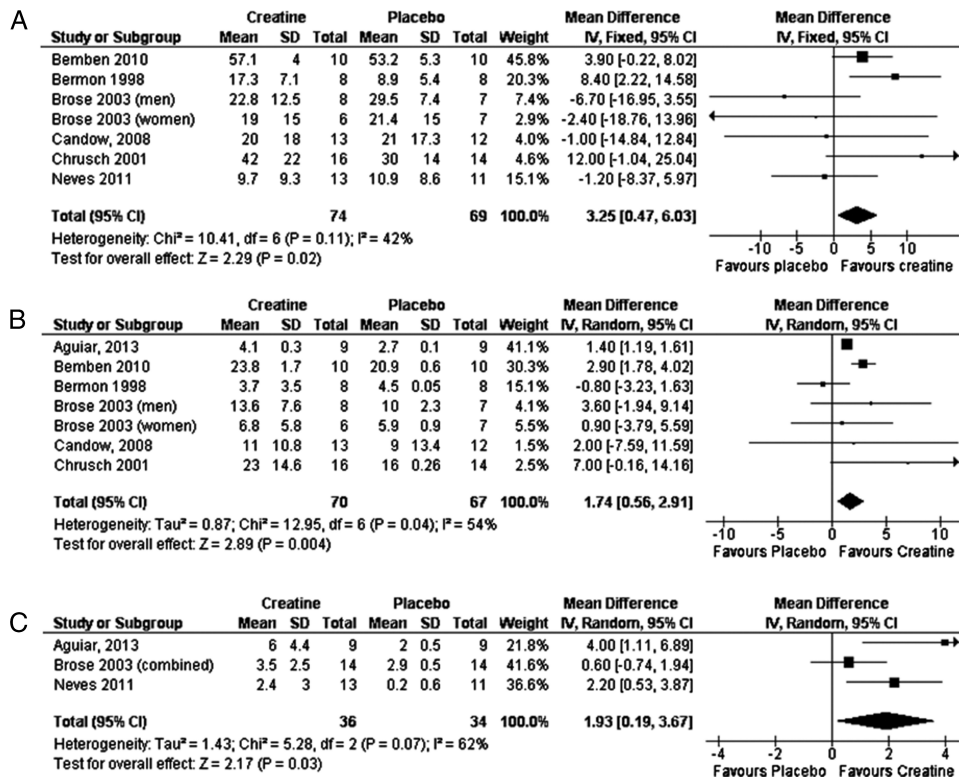 A
Creatine Placebo Mean Difference Mean Difference
Study or Subgroup Mean SD Total Mean SD Total Weight IV, Fixed, 95% CI IV, Fixed, 95% CI
Bemben 2010 57.1 4 10 53.2 5.3 10 45.8% 3.90 [-0.22, 8.02]
Bermon 1998 17.3 7.1 8 8.9 5.4 8 20.3% 8.40 [2.22, 14.58]
Brose 2003 (men) 22.8 12.5 8 29.5 7.4 7 7.4% -6.70 [-16.95, 3.55]
Brose 2003 (women) 19 15 6 21.4 15 7 2.9% -2.40 [-18.76, 13.96]
Candow, 2008 20 18 13 21 17.3 12 4.0% -1.00 [-14.84, 12.84]
Chrusch 2001 42 22 16 30 14 14 4.6% 12.00 [-1.04, 25.04]
Neves 2011 9.7 9.3 13 10.9 8.6 11 15.1% -1.20 [-8.37, 5.97]
Total (95% CI) 74 69 100.0% 3.25 [0.47, 6.03]
Heterogeneity: Chi² = 10.41, df = 6 (P = 0.11); I² = 42%
Test for overall effect: Z = 2.29 (P = 0.02)
-10 -5 0 5 10
Favours placebo Favours creatine
B
Creatine Placebo Mean Difference Mean Difference
Study or Subgroup Mean SD Total Mean SD Total Weight IV, Random, 95% CI IV, Random, 95% CI
Aguiar, 2013 4.1 0.3 9 2.7 0.1 9 41.1% 1.40 [1.19, 1.61]
Bemben 2010 23.8 1.7 10 20.9 0.6 10 30.3% 2.90 [1.78, 4.02]
Bermon 1998 3.7 3.5 8 4.5 0.05 8 15.1% -0.80 [-3.23, 1.63]
Brose 2003 (men) 13.6 7.6 8 10 2.3 7 4.1% 3.60 [-1.94, 9.14]
Brose 2003 (women) 6.8 5.8 6 5.9 0.9 7 5.5% 0.90 [-3.79, 5.59]
Candow, 2008 11 10.8 13 9 13.4 12 1.5% 2.00 [-7.59, 11.59]
Chrusch 2001 23 14.6 16 16 0.26 14 2.5% 7.00 [-0.16, 14.16]
Total (95% CI) 70 67 100.0% 1.74 [0.56, 2.91]
Heterogeneity: Tau² = 0.87; Chi² = 12.95, df = 6 (P = 0.04); I² = 54%
Test for overall effect: Z = 2.89 (P = 0.004)
-10 -5 0 5 10
Favours Placebo Favours Creatine
C
Creatine Placebo Mean Difference Mean Difference
Study or Subgroup Mean SD Total Mean SD Total Weight IV, Random, 95% CI IV, Random, 95% CI
Aguiar, 2013 6 4.4 9 2 0.5 9 21.8% 4.00 [1.11, 6.89]
Brose 2003 (combined) 3.5 2.5 14 2.9 0.5 14 41.6% 0.60 [-0.74, 1.94]
Neves 2011 2.4 3 13 0.2 0.6 11 36.6% 2.20 [0.53, 3.87]
Total (95% CI) 36 34 100.0% 1.93 [0.19, 3.67]
Heterogeneity: Tau² = 1.43; Chi² = 5.28, df = 2 (P = 0.07); I² = 62%
Test for overall effect: Z = 2.17 (P = 0.03)
-4 -2 0 2 4
Favours Placebo Favours Creatine